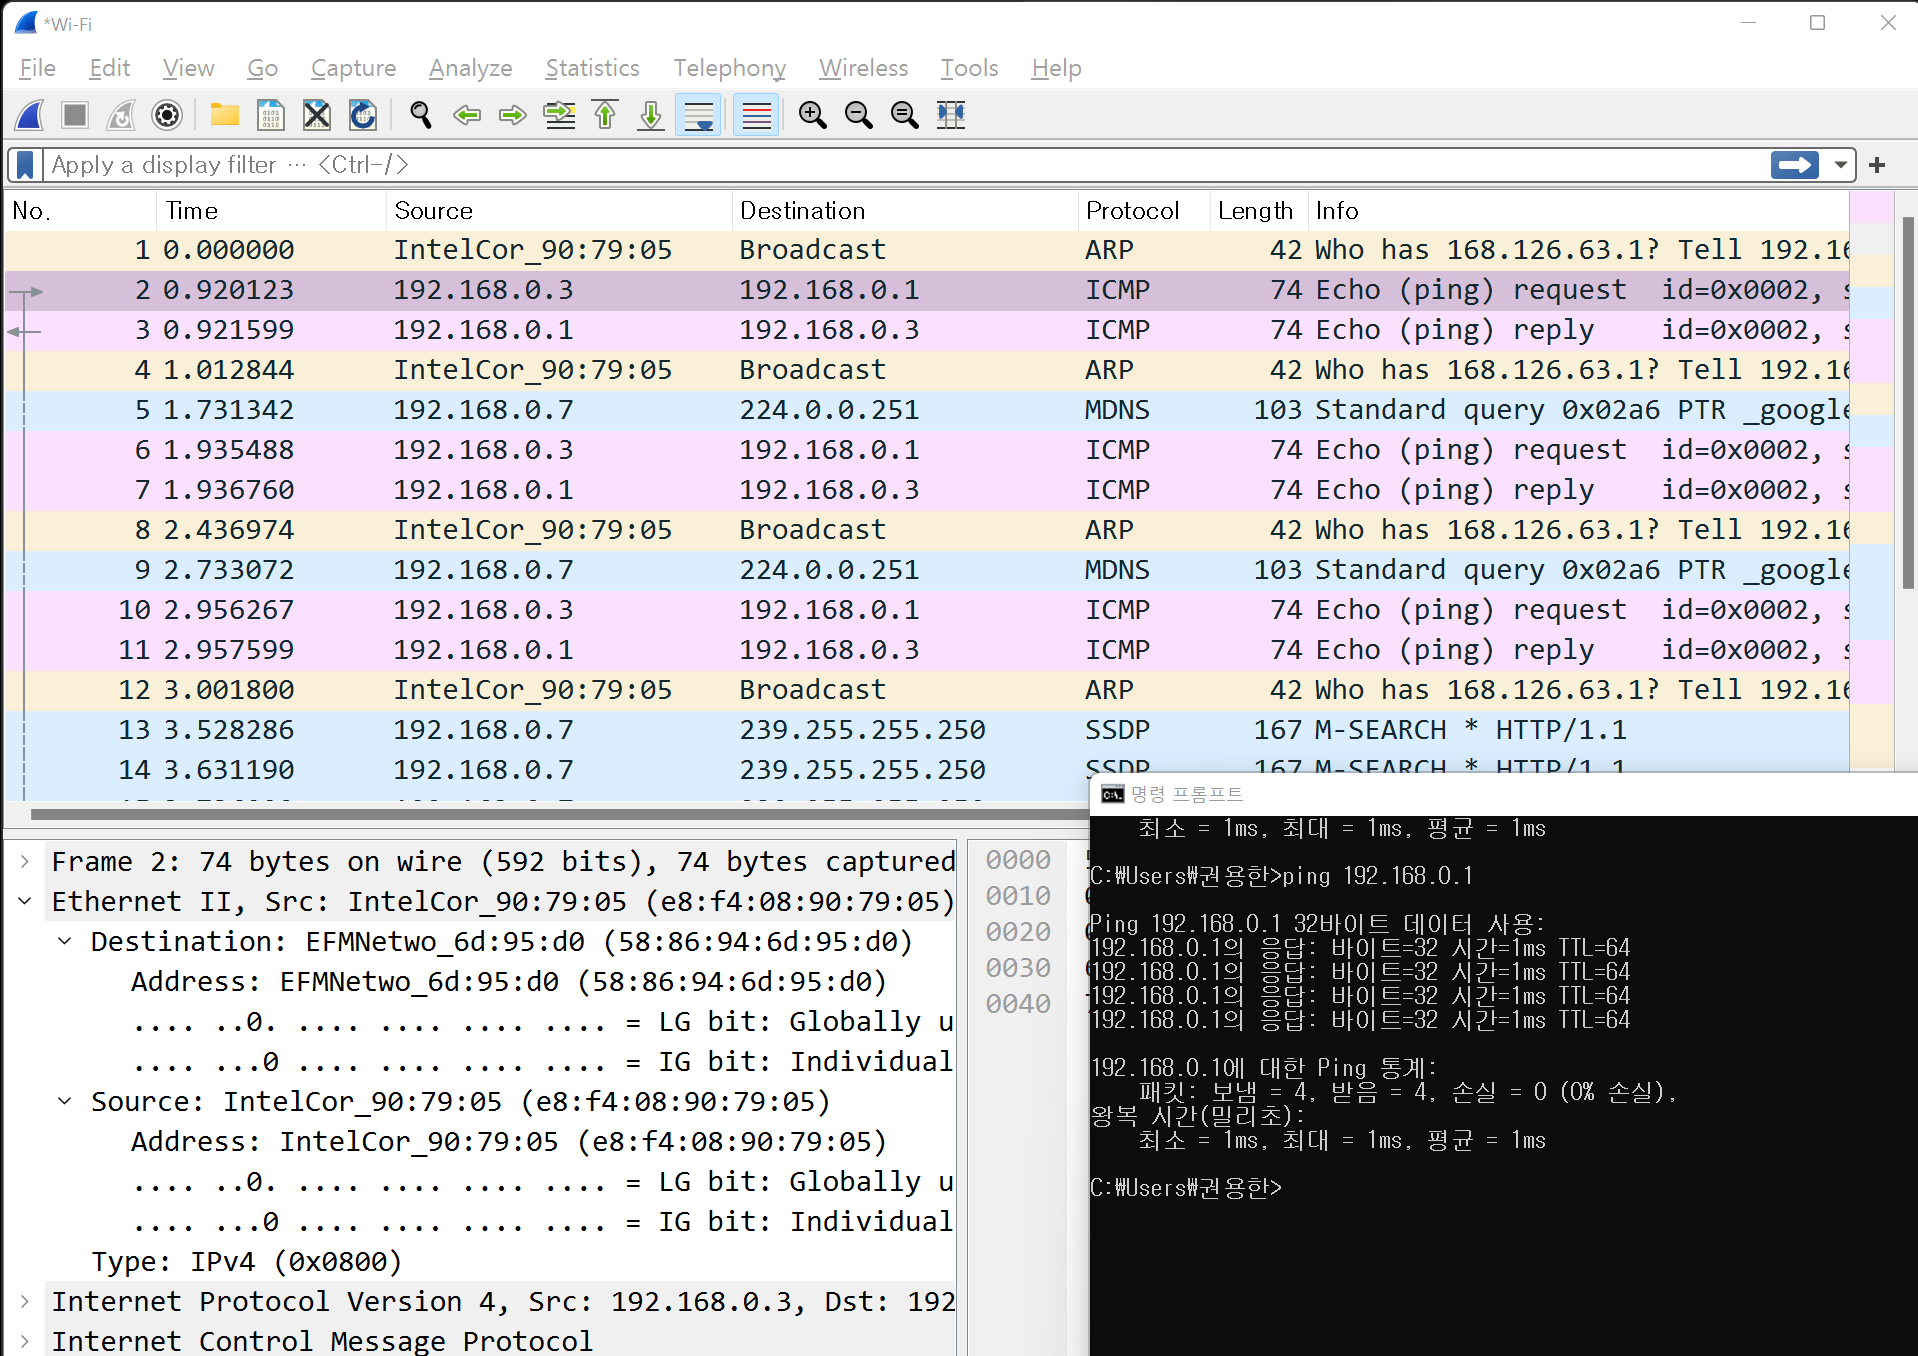 *Wi-Fi
File Edit View Go Capture Analyze Statistics Telephony Wireless Tools Help
Apply a display filter ··· <Ctrl-/>
No. Time Source Destination Protocol Length Info
1 0.000000 IntelCor_90:79:05 Broadcast ARP 42 Who has 168.126.63.1? Tell 192.16
2 0.920123 192.168.0.3 192.168.0.1 ICMP 74 Echo (ping) request id=0x0002, s
3 0.921599 192.168.0.1 192.168.0.3 ICMP 74 Echo (ping) reply id=0x0002, s
4 1.012844 IntelCor_90:79:05 Broadcast ARP 42 Who has 168.126.63.1? Tell 192.16
5 1.731342 192.168.0.7 224.0.0.251 MDNS 103 Standard query 0x02a6 PTR _google
6 1.935488 192.168.0.3 192.168.0.1 ICMP 74 Echo (ping) request id=0x0002, s
7 1.936760 192.168.0.1 192.168.0.3 ICMP 74 Echo (ping) reply id=0x0002, s
8 2.436974 IntelCor_90:79:05 Broadcast ARP 42 Who has 168.126.63.1? Tell 192.16
9 2.733072 192.168.0.7 224.0.0.251 MDNS 103 Standard query 0x02a6 PTR _google
10 2.956267 192.168.0.3 192.168.0.1 ICMP 74 Echo (ping) request id=0x0002, s
11 2.957599 192.168.0.1 192.168.0.3 ICMP 74 Echo (ping) reply id=0x0002, s
12 3.001800 IntelCor_90:79:05 Broadcast ARP 42 Who has 168.126.63.1? Tell 192.16
13 3.528286 192.168.0.7 239.255.255.250 SSDP 167 M-SEARCH * HTTP/1.1
14 3.631190 192.168.0.7 239.255.255.250 SSDP 167 M-SEARCH * HTTP/1.1
Frame 2: 74 bytes on wire (592 bits), 74 bytes captured
Ethernet II, Src: IntelCor_90:79:05 (e8:f4:08:90:79:05)
Destination: EFMNetwo_6d:95:d0 (58:86:94:6d:95:d0)
Address: EFMNetwo_6d:95:d0 (58:86:94:6d:95:d0)
.... ..0. .... .... .... .... = LG bit: Globally u
.... ...0 .... .... .... .... = IG bit: Individual
Source: IntelCor_90:79:05 (e8:f4:08:90:79:05)
Address: IntelCor_90:79:05 (e8:f4:08:90:79:05)
.... ..0. .... .... .... .... = LG bit: Globally u
.... ...0 .... .... .... .... = IG bit: Individual
Type: IPv4 (0x0800)
Internet Protocol Version 4, Src: 192.168.0.3, Dst: 192
Internet Control Message Protocol
0000
0010
0020
0030
0040
명령 프롬프트
최소 = 1ms, 최대 = 1ms, 평균 = 1ms
C:₩Users₩권용한>ping 192.168.0.1
Ping 192.168.0.1 32바이트 데이터 사용:
192.168.0.1의 응답: 바이트=32 시간=1ms TTL=64
192.168.0.1의 응답: 바이트=32 시간=1ms TTL=64
192.168.0.1의 응답: 바이트=32 시간=1ms TTL=64
192.168.0.1의 응답: 바이트=32 시간=1ms TTL=64
192.168.0.1에 대한 Ping 통계:
패킷: 보냄 = 4, 받음 = 4, 손실 = 0 (0% 손실),
왕복 시간(밀리초):
최소 = 1ms, 최대 = 1ms, 평균 = 1ms
C:₩Users₩권용한>